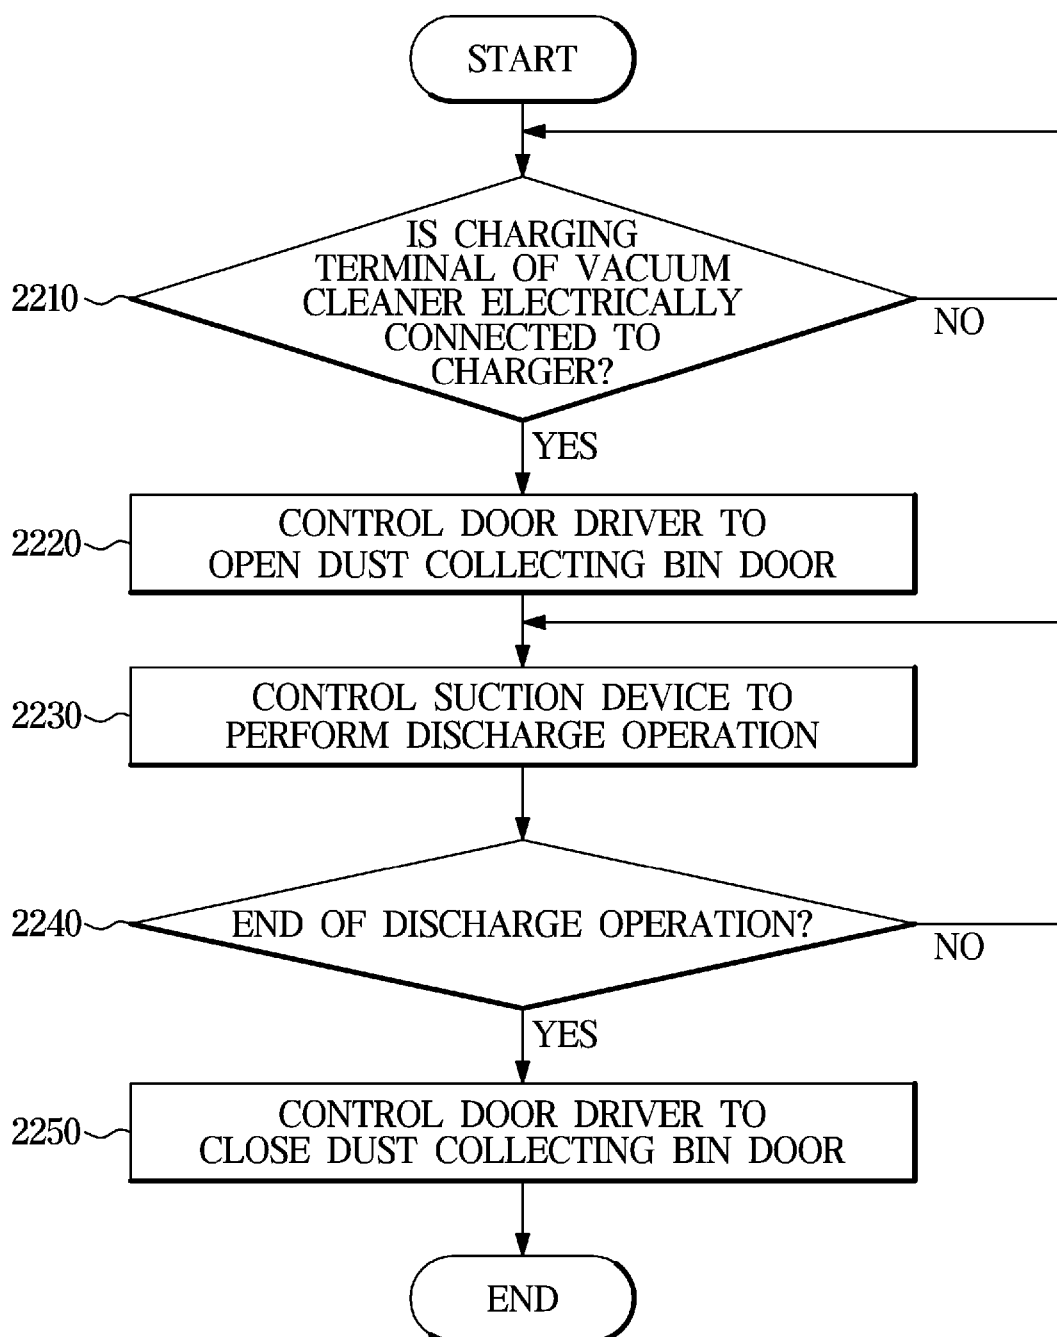 START
IS CHARGING
TERMINAL OF VACUUM
CLEANER ELECTRICALLY
CONNECTED TO
CHARGER?
2210
NO
YES
CONTROL DOOR DRIVER TO
OPEN DUST COLLECTING BIN DOOR
2220
CONTROL SUCTION DEVICE TO
PERFORM DISCHARGE OPERATION
2230
END OF DISCHARGE OPERATION?
2240
NO
YES
CONTROL DOOR DRIVER TO
CLOSE DUST COLLECTING BIN DOOR
2250
END